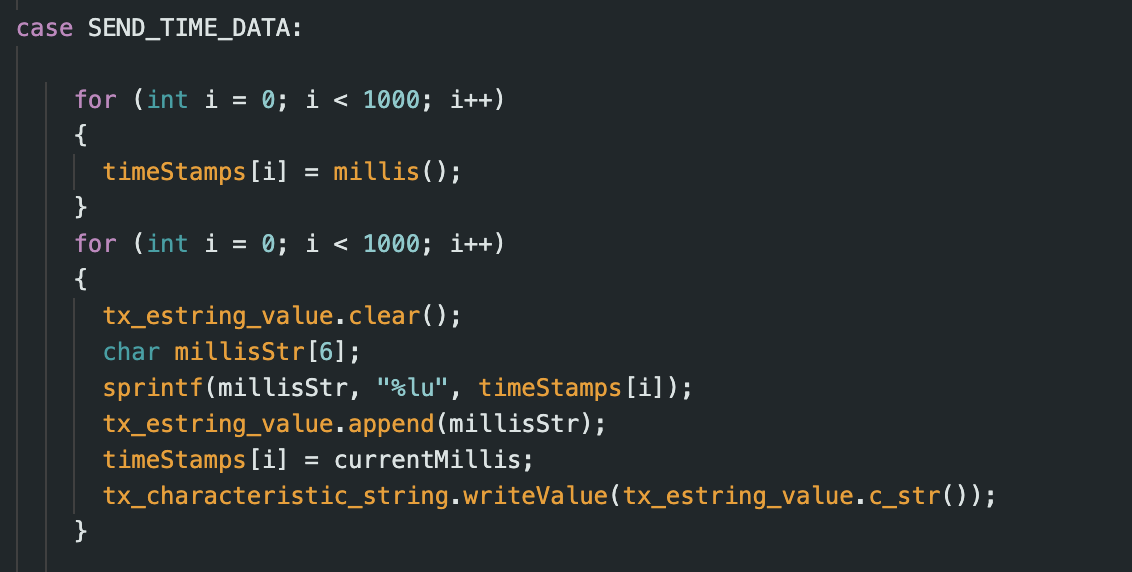 case SEND_TIME_DATA:
for (int i = 0; i < 1000; i++)
{
timeStamps[i] = millis();
}
for (int i = 0; i < 1000; i++)
{
tx_estring_value.clear();
char millisStr[6];
sprintf(millisStr, "%lu", timeStamps[i]);
tx_estring_value.append(millisStr);
timeStamps[i] = currentMillis;
tx_characteristic_string.writeValue(tx_estring_value.c_str());
}